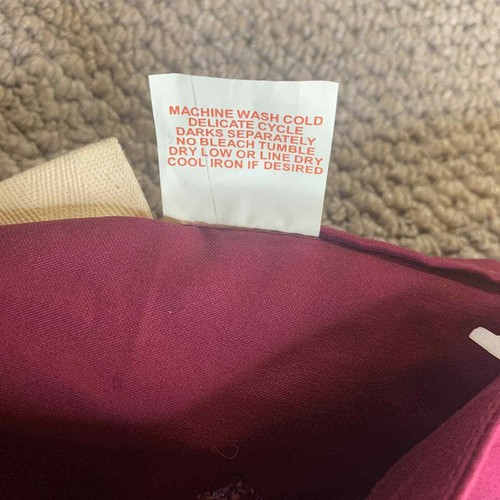 MACHINE WASH COLD
DELICATE CYCLE
DARKS SEPARATELY
NO BLEACH TUMBLE
DRY LOW OR LINE DRY
COOL IRON IF DESIRED